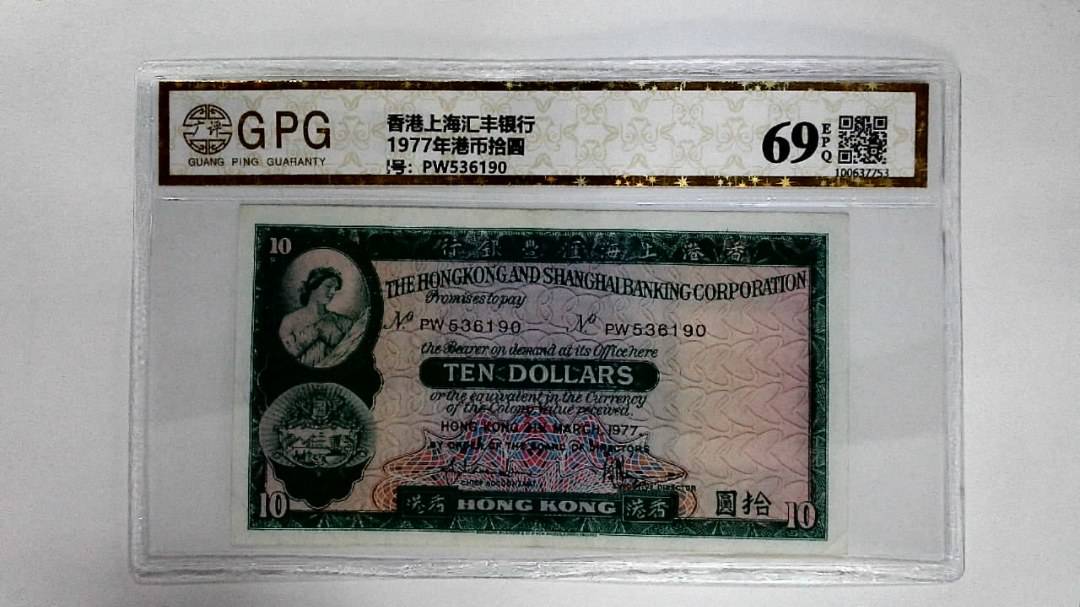 GPG
GUANG PING GUARANTY
香港上海汇丰银行
1977年港币拾圆
号: PW536190
69 EPQ
100637753
10
行銀豐滙海上港香
THE HONGKONG AND SHANGHAI BANKING CORPORATION
Promises to pay
Nº PW536190 Nº PW536190
the Bearer on demand at its Office here
TEN DOLLARS
or the equivalent in the Currency
of the Colony Value received.
HONG KONG 31ST MARCH 1977
BY ORDER OF THE BOARD OF DIRECTORS
CHIEF ACCOUNTANT
DIRECTOR
10 港香 HONG KONG 港香 圓拾 10